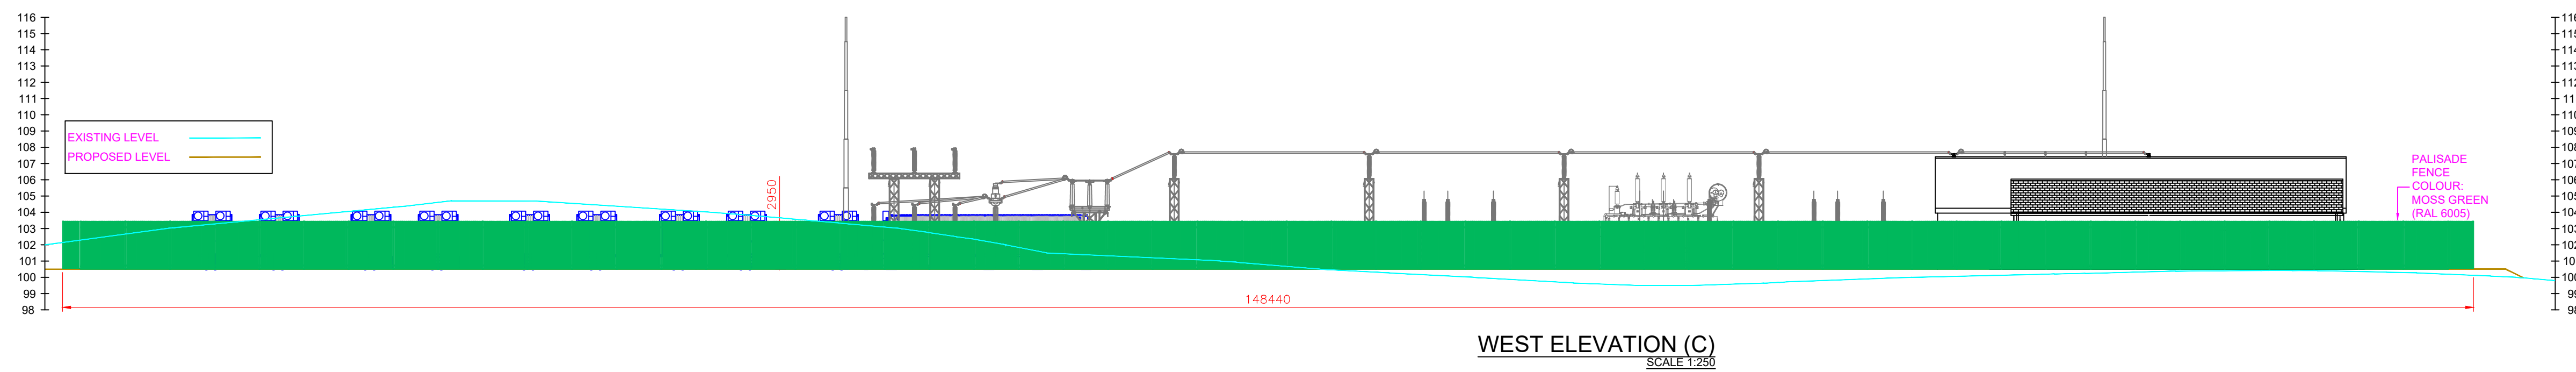 116
115
114
113
112
111
110
109
108
107
106
105
104
103
102
101
100
99
98
EXISTING LEVEL
PROPOSED LEVEL
2950
148440
PALISADE
FENCE
COLOUR:
MOSS GREEN
(RAL 6005)
WEST ELEVATION (C)
SCALE 1:250